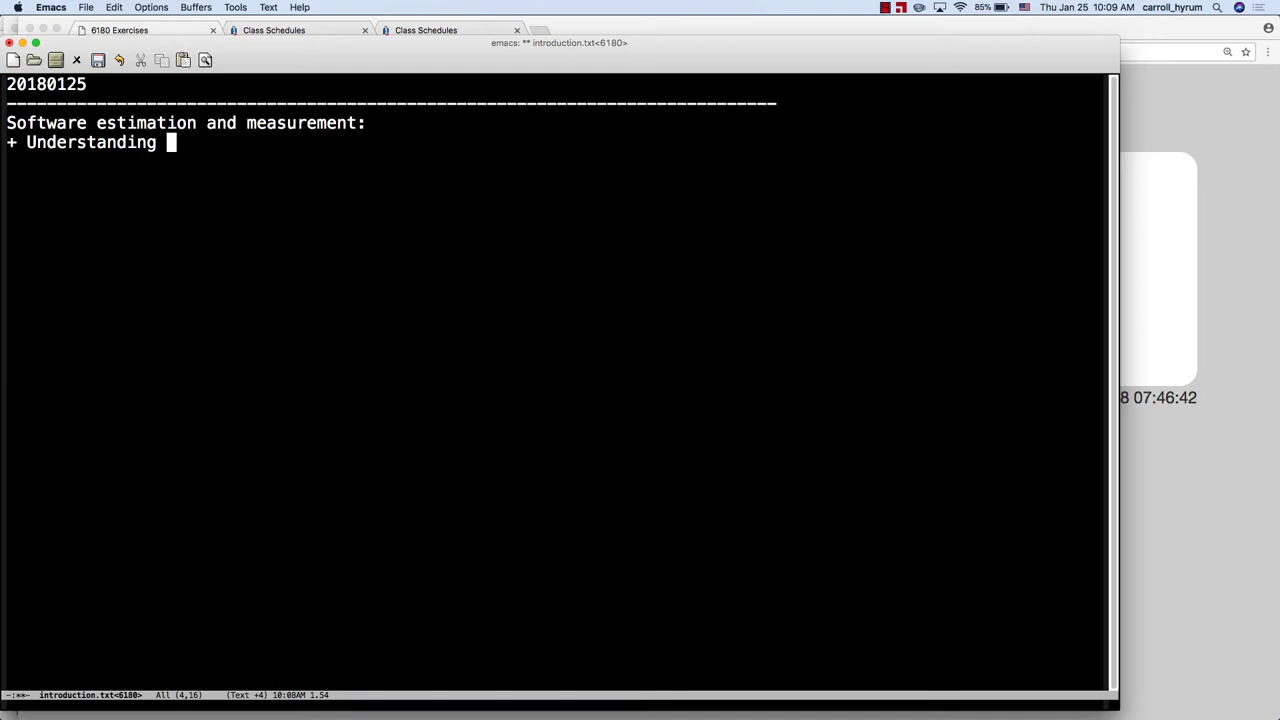 Emacs File Edit Options Buffers Tools Text Help 85% Thu Jan 25 10:09 AM carroll_hyrum
6180 Exercises Class Schedules Class Schedules
emacs: ** introduction.txt<6180>
20180125
-----------------------------------------------------------------------------
Software estimation and measurement:
+ Understanding
8 07:46:42
-:**- introduction.txt<6180> All (4,16) (Text +4) 10:08AM 1.54